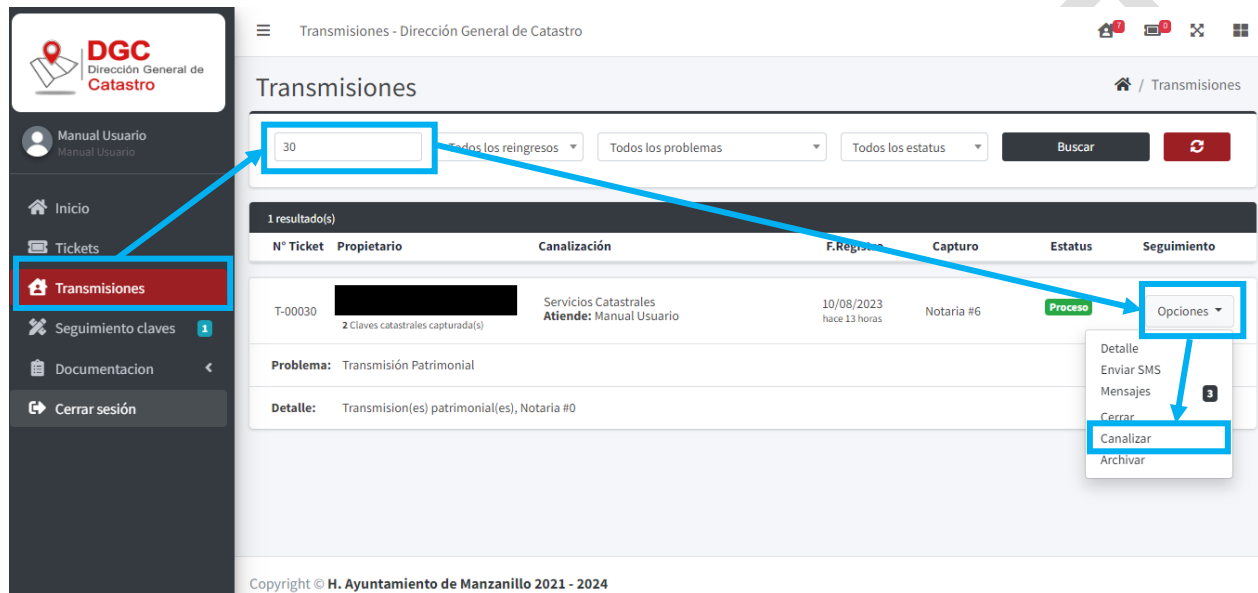 DGC
Dirección General de
Catastro
Transmisiones - Dirección General de Catastro
7
0
Transmisiones
/ Transmisiones
Manual Usuario
Manual Usuario
30
Todos los reingresos
Todos los problemas
Todos los estatus
Buscar
Inicio
Tickets
Transmisiones
Seguimiento claves 1
Documentacion
Cerrar sesión
1 resultado(s)
N° Ticket Propietario Canalización F.Registro Capturo Estatus Seguimiento
T-00030
2 Claves catastrales capturada(s)
Servicios Catastrales
Atiende: Manual Usuario
10/08/2023
hace 13 horas
Notaria #6
Proceso
Opciones
Problema: Transmisión Patrimonial
Detalle: Transmision(es) patrimonial(es), Notaria #0
Detalle
Enviar SMS
Mensajes 3
Cerrar
Canalizar
Archivar
Copyright © H. Ayuntamiento de Manzanillo 2021 - 2024